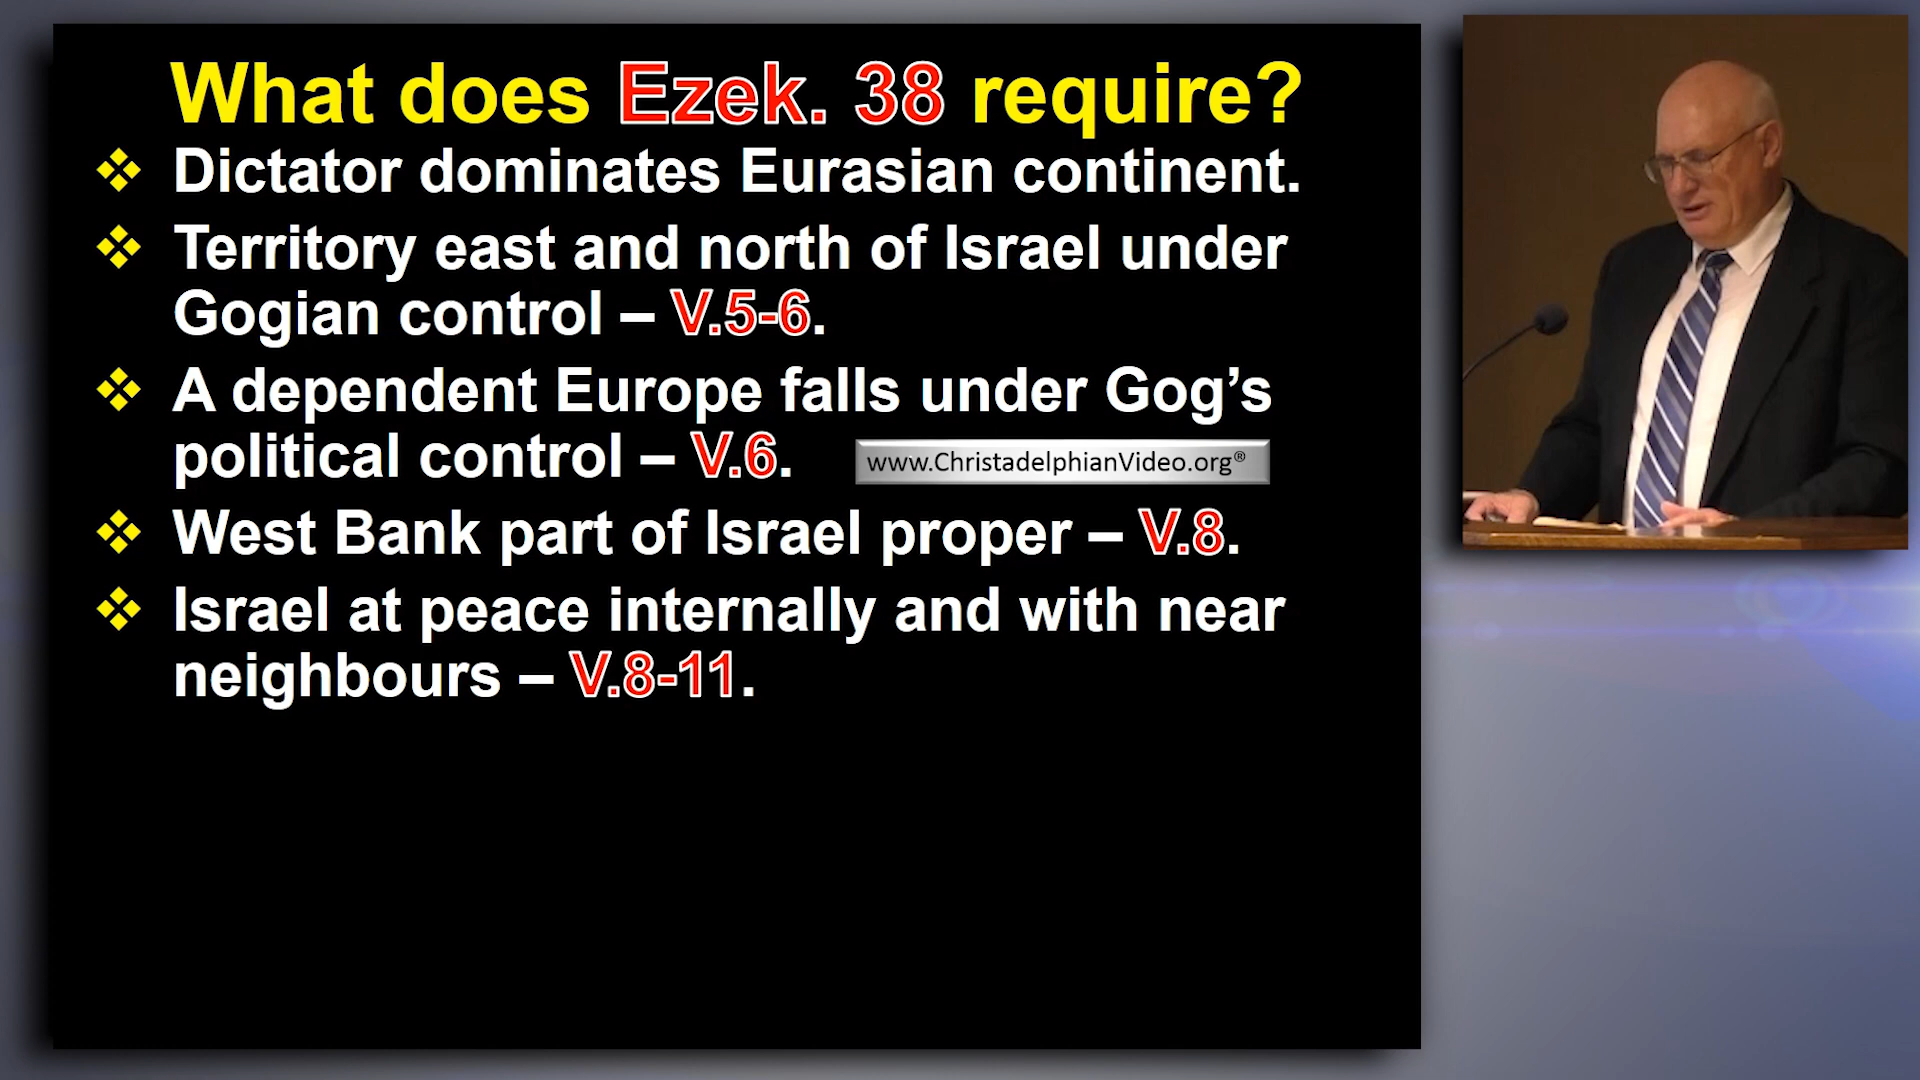 What does Ezek. 38 require?
❖ Dictator dominates Eurasian continent.
❖ Territory east and north of Israel under
Gogian control – V.5-6.
❖ A dependent Europe falls under Gog’s
political control – V.6.
www.ChristadelphianVideo.org®
❖ West Bank part of Israel proper – V.8.
❖ Israel at peace internally and with near
neighbours – V.8-11.